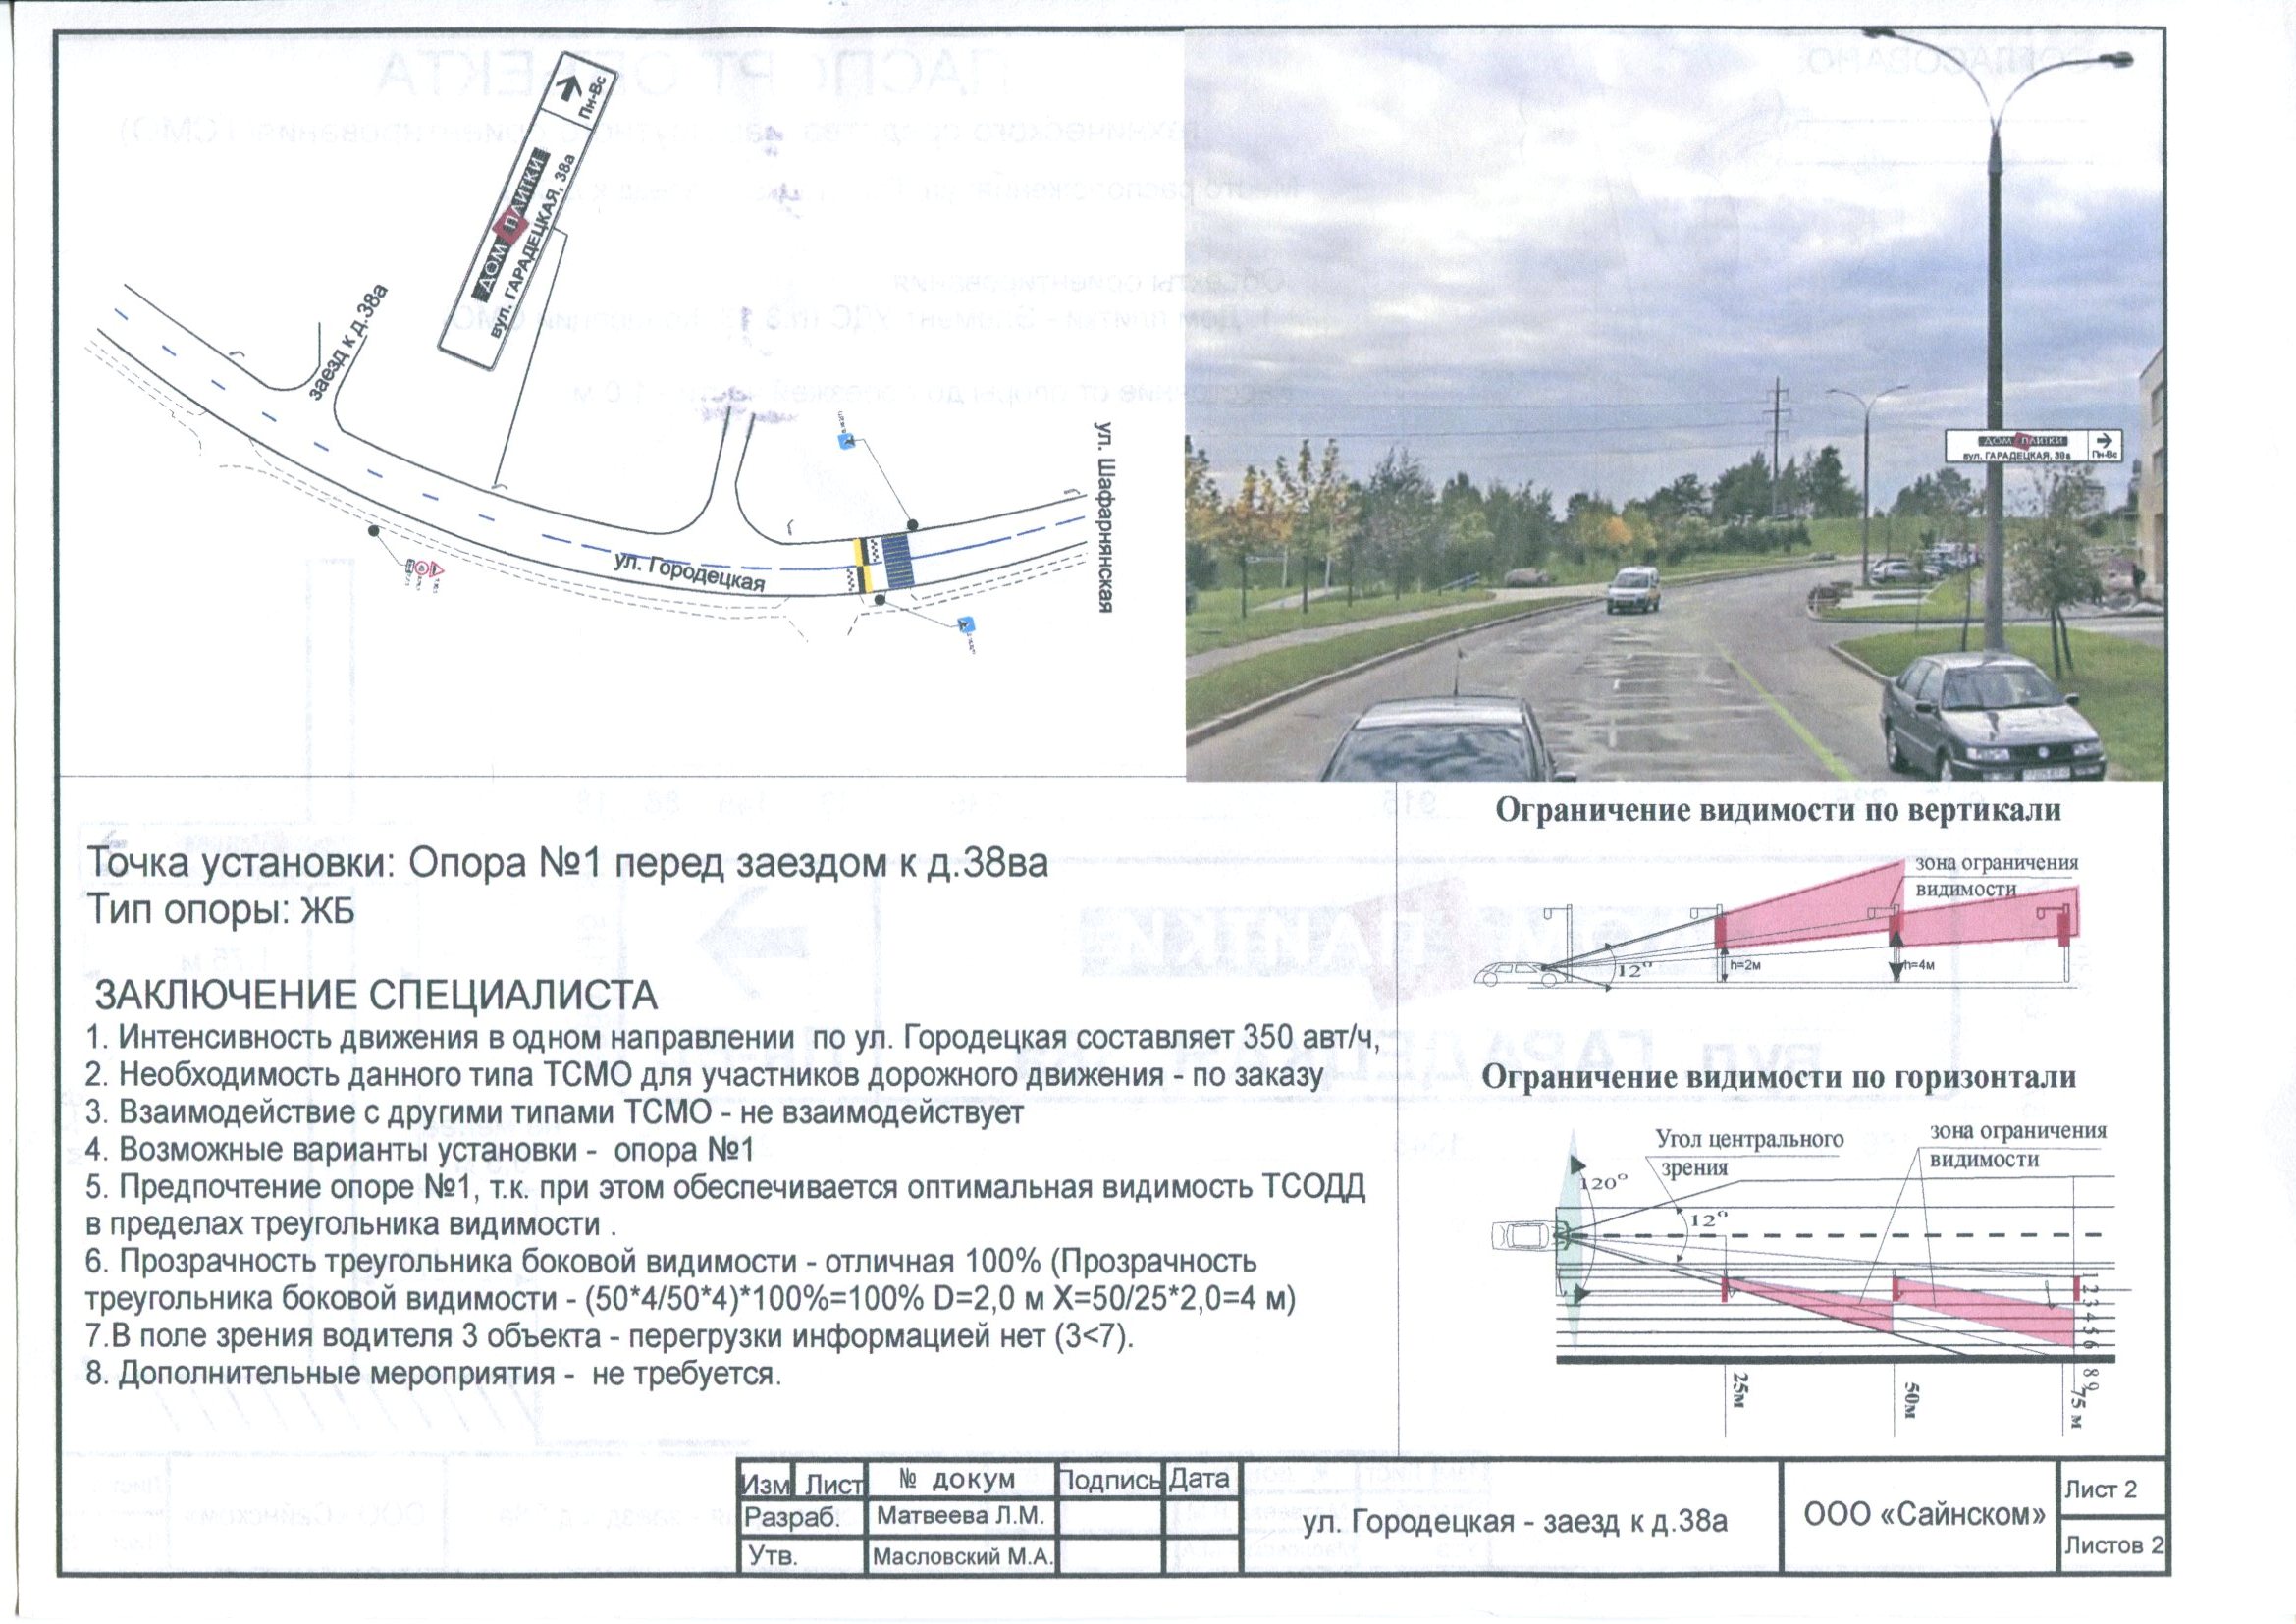 Пн-Вс
ДОМ ПЛИТКИ
вул. ГАРАДЕЦКАЯ, 38а
заезд к д.38а
ул. Городецкая
ул. Шафарнянская
ДОМ ПЛИТКИ
вул. ГАРАДЕЦКАЯ, 38а
Пн-Вс
Точка установки: Опора №1 перед заездом к д.38ва
Тип опоры: ЖБ
ЗАКЛЮЧЕНИЕ СПЕЦИАЛИСТА
1. Интенсивность движения в одном направлении по ул. Городецкая составляет 350 авт/ч,
2. Необходимость данного типа ТСМО для участников дорожного движения - по заказу
3. Взаимодействие с другими типами ТСМО - не взаимодействует
4. Возможные варианты установки - опора №1
5. Предпочтение опоре №1, т.к. при этом обеспечивается оптимальная видимость ТСОДД
в пределах треугольника видимости .
6. Прозрачность треугольника боковой видимости - отличная 100% (Прозрачность
треугольника боковой видимости - (50*4/50*4)*100%=100% D=2,0 м X=50/25*2,0=4 м)
7.В поле зрения водителя 3 объекта - перегрузки информацией нет (3<7).
8. Дополнительные мероприятия - не требуется.
Ограничение видимости по вертикали
зона ограничения
видимости
12°
h=2м
h=4м
Ограничение видимости по горизонтали
Угол центрального
зрения
зона ограничения
видимости
120°
12°
1 2 3 4 5 6 8 9
25м
50м
75 м
Изм Лист № докум Подпись Дата
Разраб. Матвеева Л.М.
Утв. Масловский М.А.
ул. Городецкая - заезд к д.38а
ООО «Сайнском»
Лист 2
Листов 2